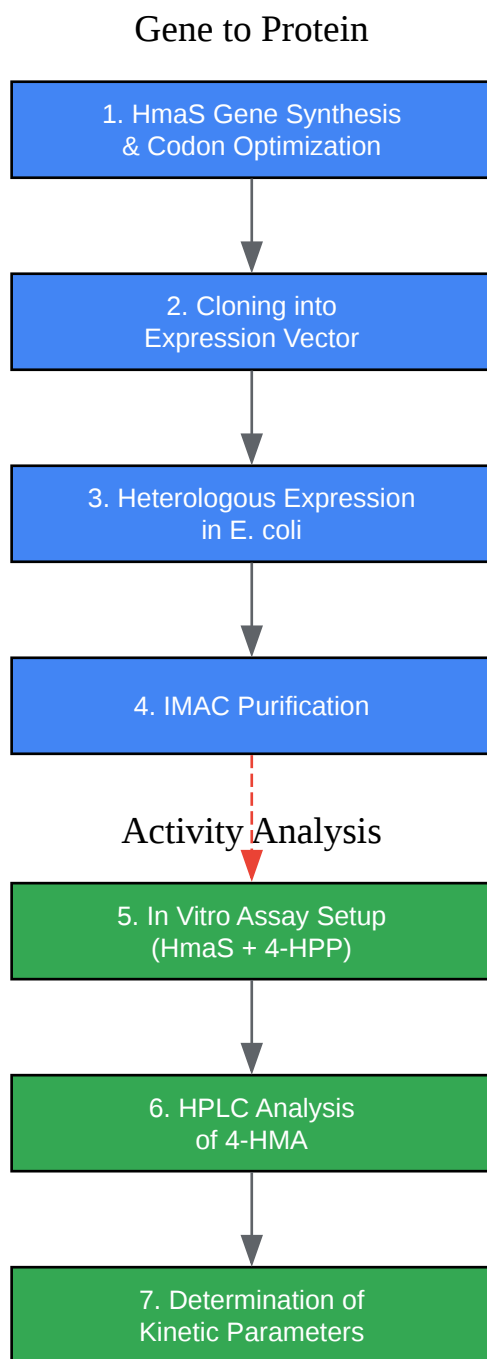 Gene to Protein
1. HmaS Gene Synthesis
& Codon Optimization
2. Cloning into
Expression Vector
3. Heterologous Expression
in E. coli
4. IMAC Purification
Activity Analysis
5. In Vitro Assay Setup
(HmaS + 4-HPP)
6. HPLC Analysis
of 4-HMA
7. Determination of
Kinetic Parameters